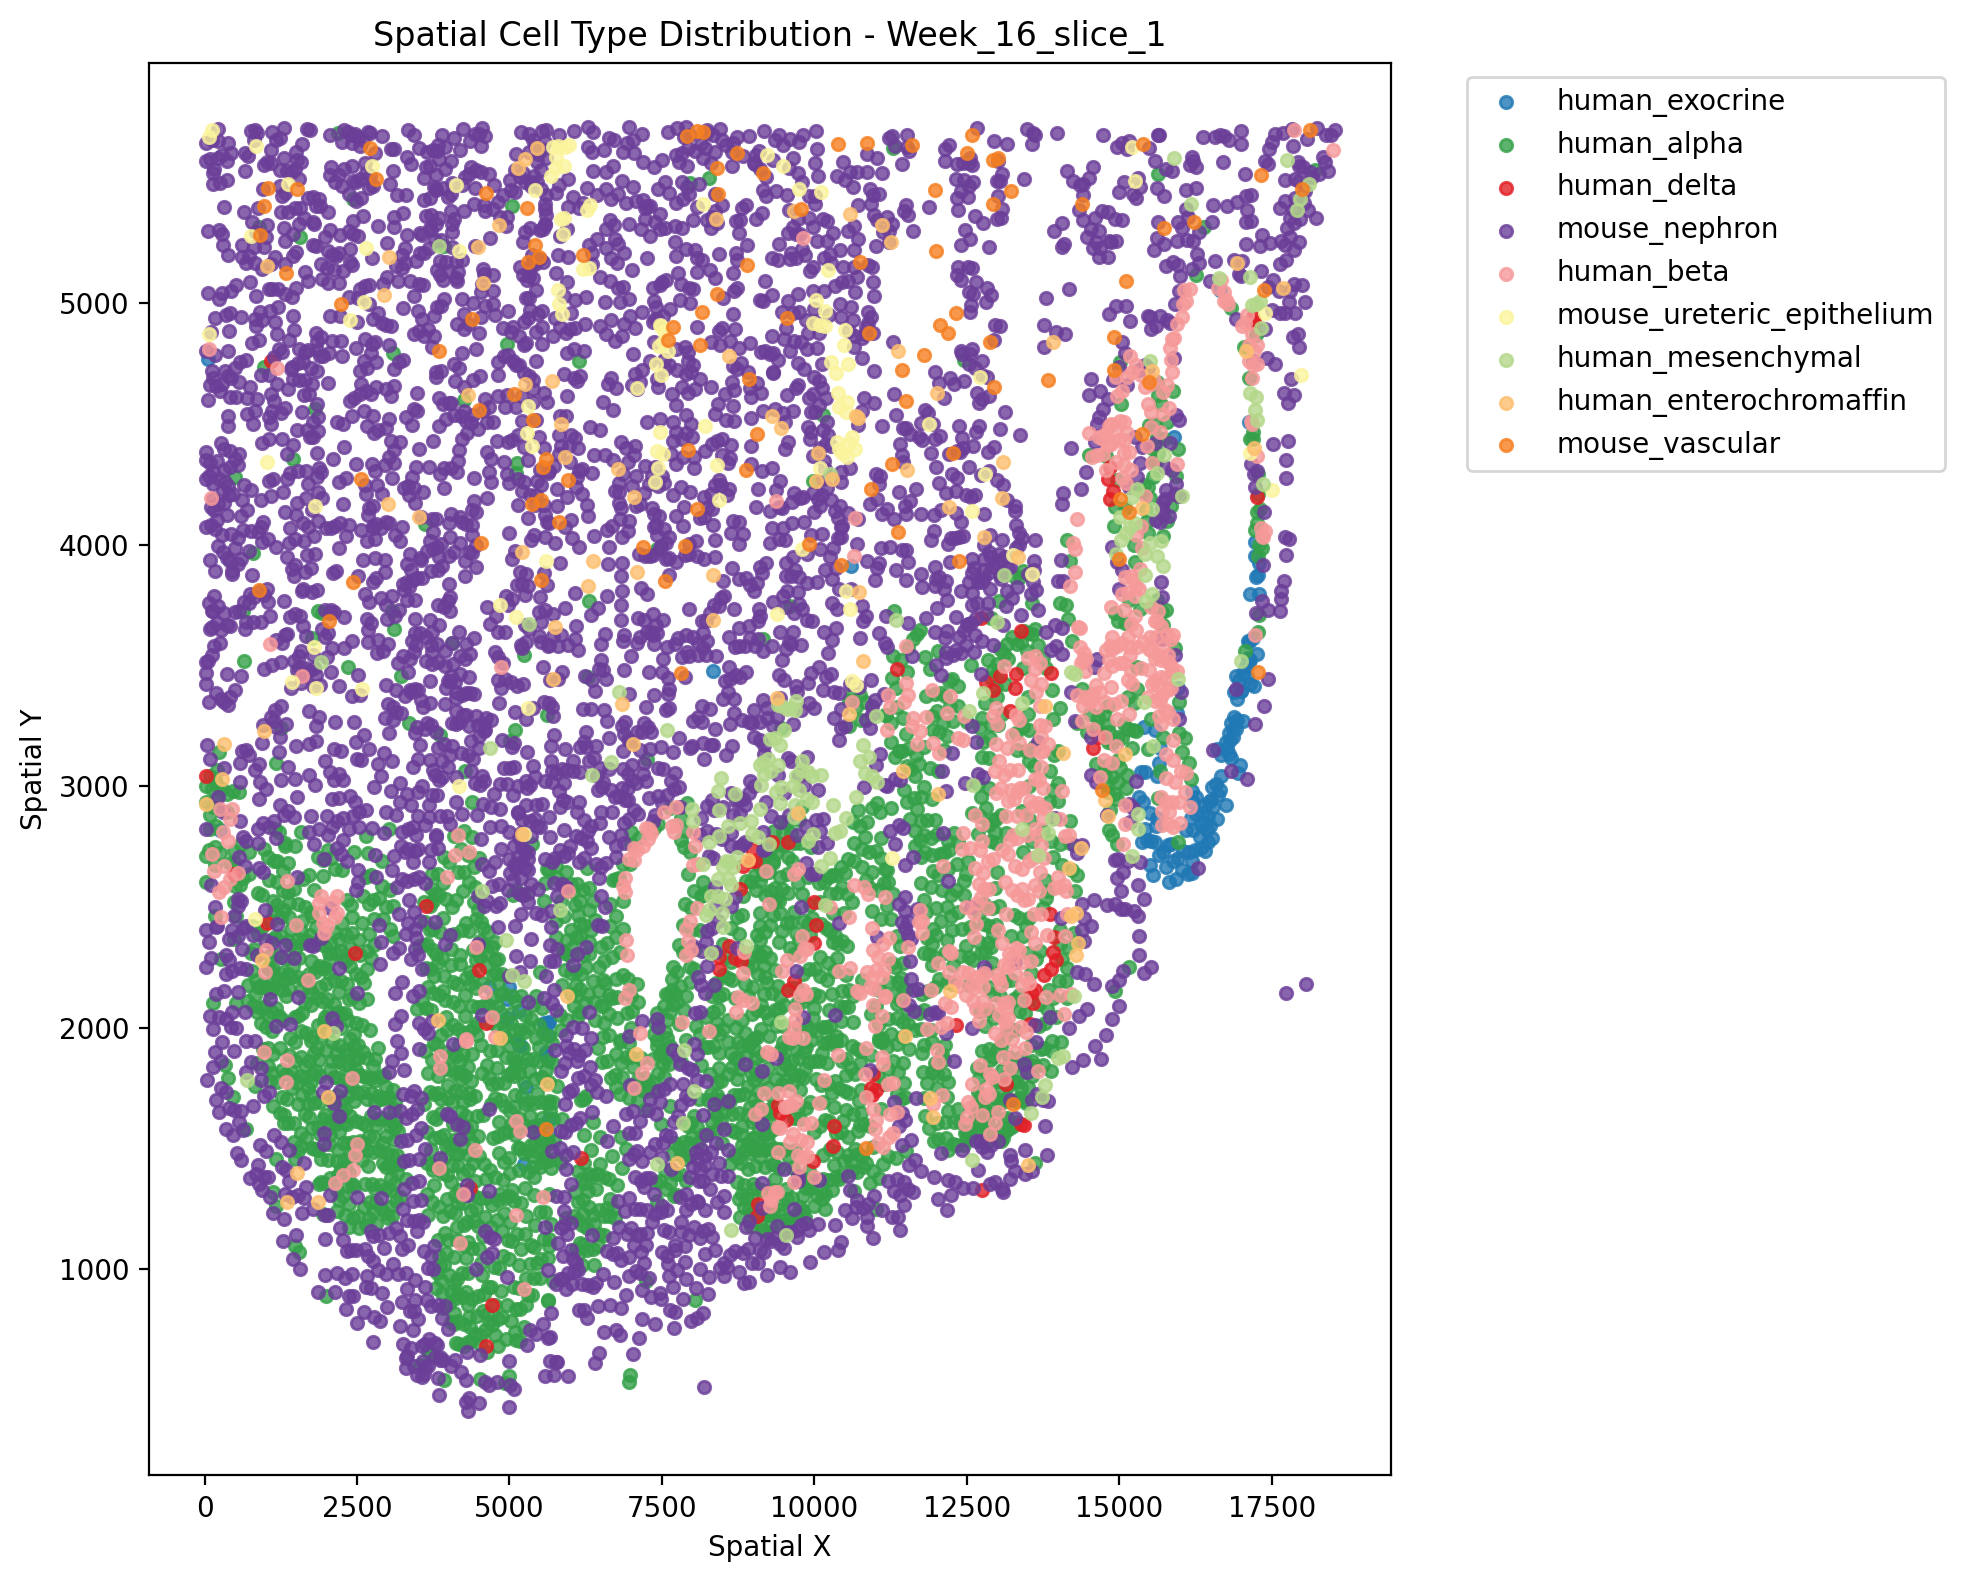 Spatial Cell Type Distribution - Week_16_slice_1
human_exocrine
human_alpha
human_delta
mouse_nephron
human_beta
mouse_ureteric_epithelium
human_mesenchymal
human_enterochromaffin
mouse_vascular
Spatial Y
5000
4000
3000
2000
1000
0 2500 5000 7500 10000 12500 15000 17500
Spatial X